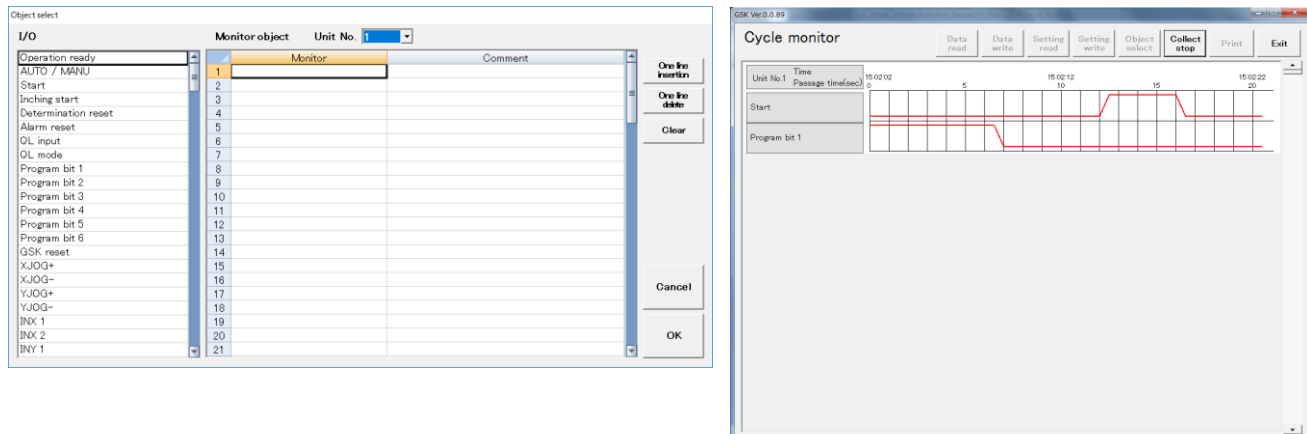 Object select
I/O
Monitor object Unit No. 1
Operation ready
AUTO / MANU
Start
Inching start
Determination reset
Alarm reset
QL input
QL mode
Program bit 1
Program bit 2
Program bit 3
Program bit 4
Program bit 5
Program bit 6
GSK reset
XJOG+
XJOG-
YJOG+
YJOG-
INX 1
INX 2
INY 1
Monitor Comment
1
2
3
4
5
6
7
8
9
10
11
12
13
14
15
16
17
18
19
20
21
One line
insertion
One line
delete
Clear
Cancel
OK
GSK Ver.0.0.89
Cycle monitor
Data
read
Data
write
Setting
read
Setting
write
Object
select
Collect
stop
Print
Exit
Unit No.1 Time
Passage time(sec)
15:02:02 15:02:12 15:02:22
0 5 10 15 20
Start
Program bit 1